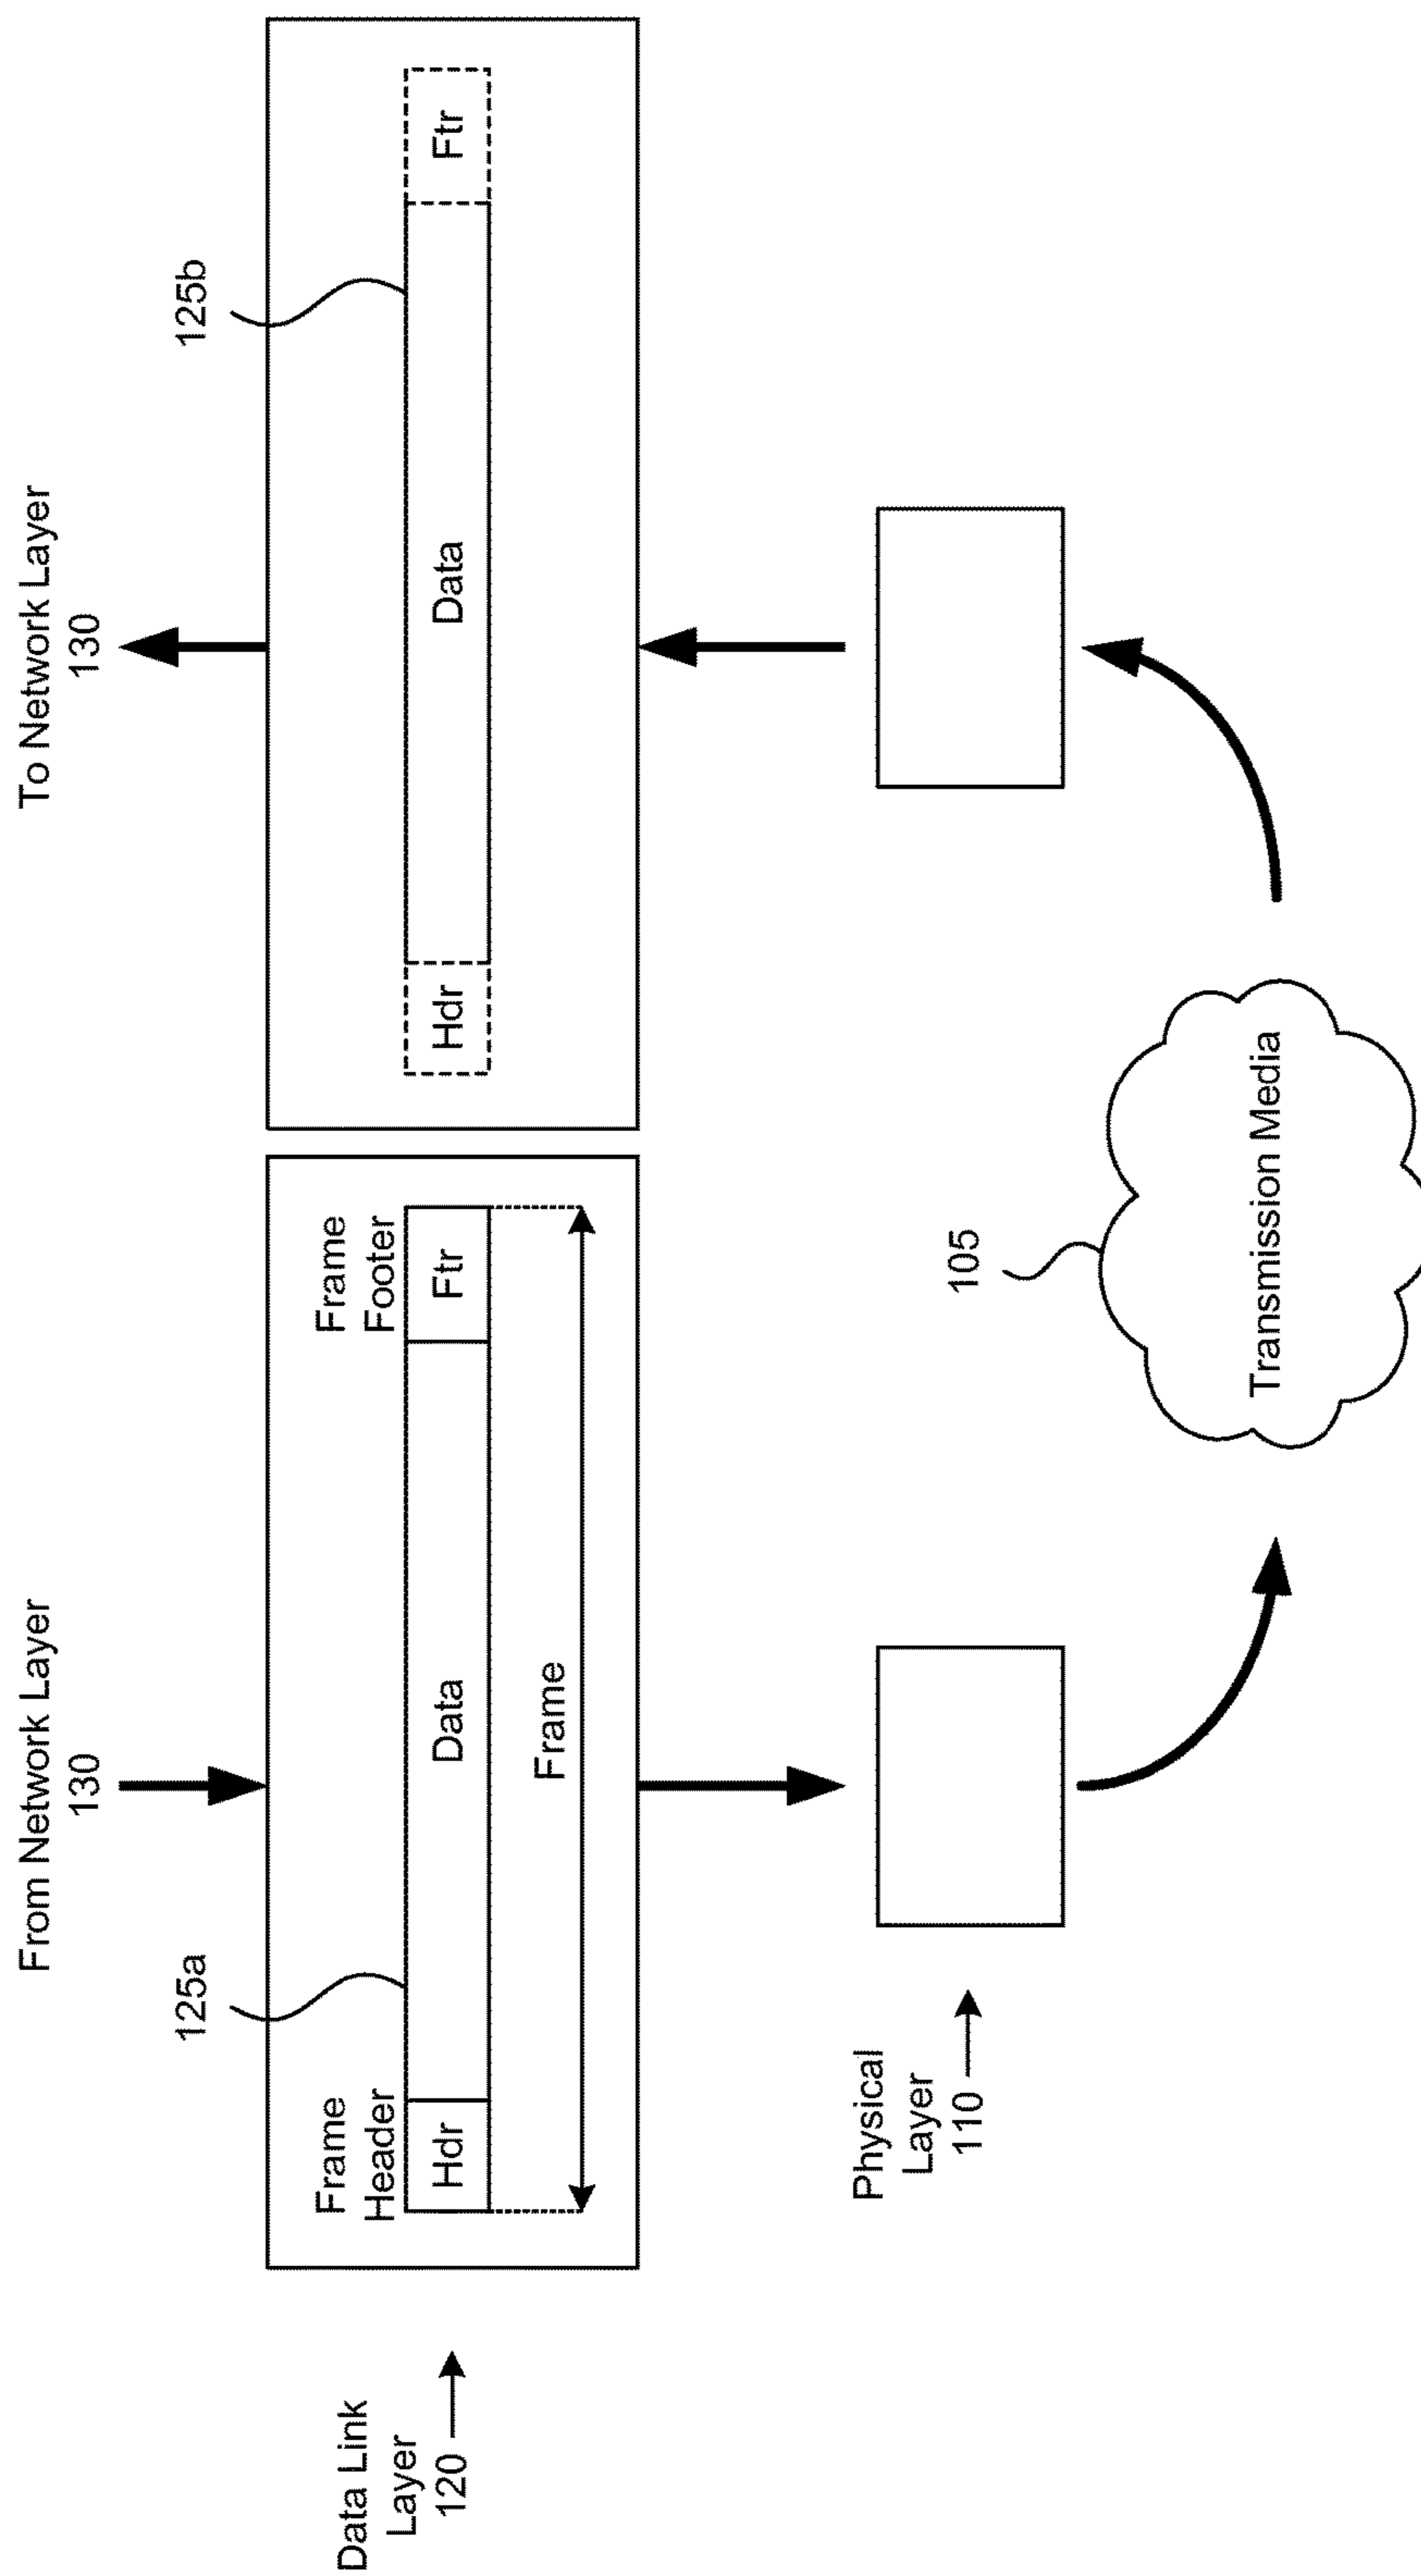 From Network Layer
130
To Network Layer
130
125a
125b
Data Link
Layer
120
Frame
Header
Frame
Footer
Hdr
Data
Ftr
Hdr
Data
Ftr
Frame
Physical
Layer
110
105
Transmission Media